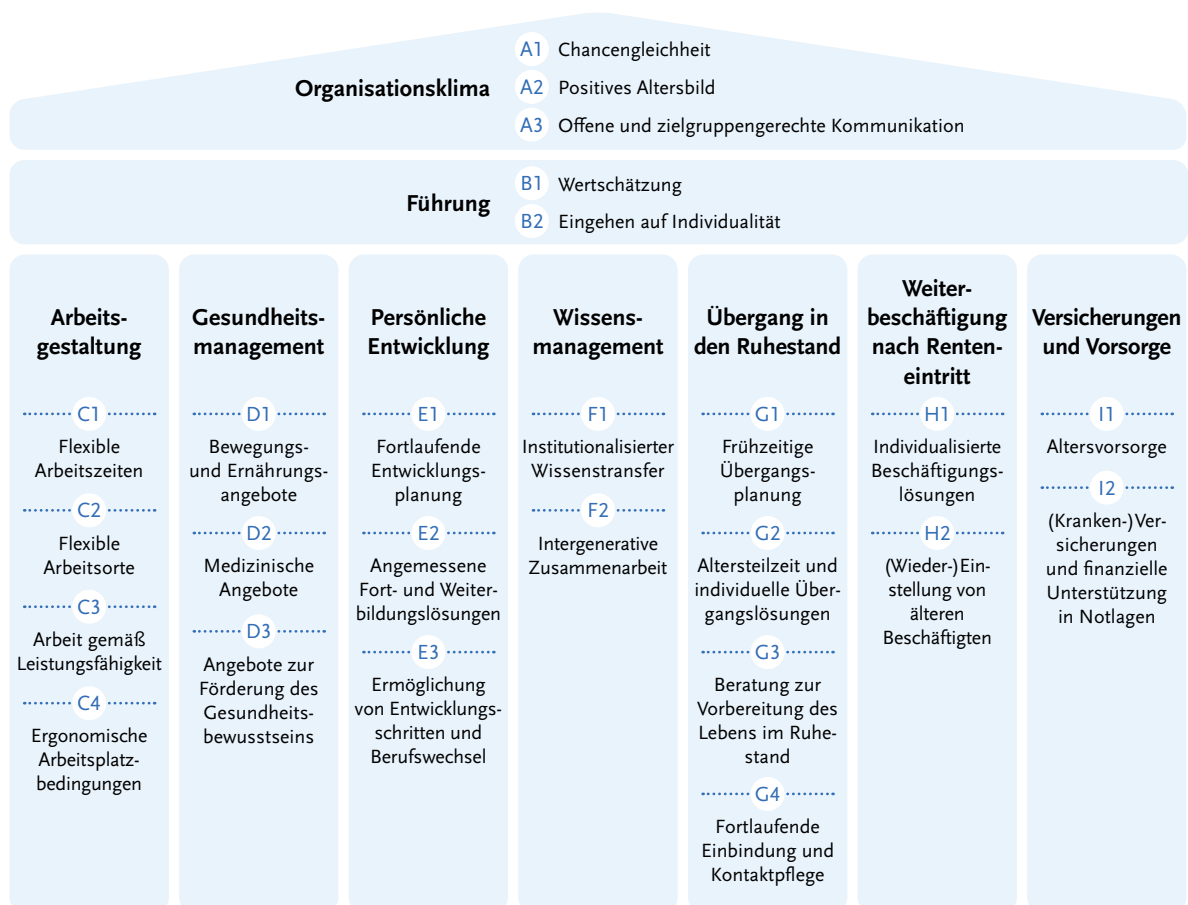 A1 Chancengleichheit
Organisationsklima
A2 Positives Altersbild
A3 Offene und zielgruppengerechte Kommunikation
B1 Wertschätzung
Führung
B2 Eingehen auf Individualität
Arbeits-
gestaltung
C1
Flexible
Arbeitszeiten
C2
Flexible
Arbeitsorte
C3
Arbeit gemäß
Leistungsfähigkeit
C4
Ergonomische
Arbeitsplatz-
bedingungen
Gesundheits-
management
D1
Bewegungs-
und Ernährungs-
angebote
D2
Medizinische
Angebote
D3
Angebote zur
Förderung des
Gesundheits-
bewusstseins
Persönliche
Entwicklung
E1
Fortlaufende
Entwicklungs-
planung
E2
Angemessene
Fort- und Weiter-
bildungslösungen
E3
Ermöglichung
von Entwicklungs-
schritten und
Berufswechsel
Wissens-
management
F1
Institutionalisierter
Wissenstransfer
F2
Intergenerative
Zusammenarbeit
Übergang in
den Ruhestand
G1
Frühzeitige
Übergangs-
planung
G2
Altersteilzeit und
individuelle Über-
gangslösungen
G3
Beratung zur
Vorbereitung des
Lebens im Ruhe-
stand
G4
Fortlaufende
Einbindung und
Kontaktpflege
Weiter-
beschäftigung
nach Renten-
eintritt
H1
Individualisierte
Beschäftigungs-
lösungen
H2
(Wieder-)Ein-
stellung von
älteren
Beschäftigten
Versicherungen
und Vorsorge
I1
Altersvorsorge
I2
(Kranken-)Ver-
sicherungen
und finanzielle
Unterstützung
in Notlagen